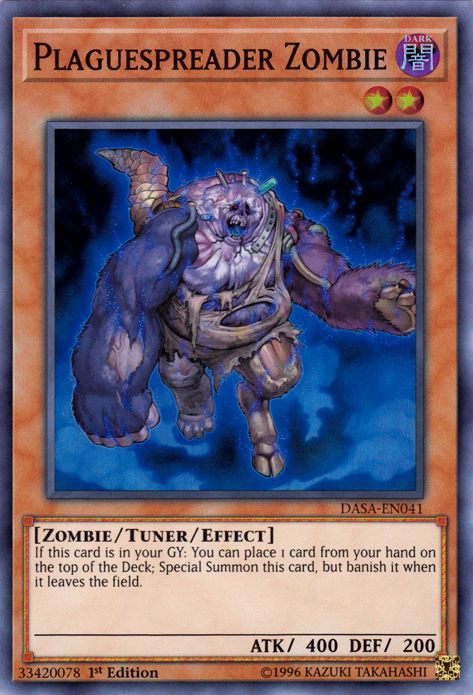 PLAGUESPREADER ZOMBIE
DARK
闇
DASA-EN041
[ZOMBIE/TUNER/EFFECT]
If this card is in your GY: You can place 1 card from your hand on
the top of the Deck; Special Summon this card, but banish it when
it leaves the field.
ATK/ 400 DEF/ 200
33420078 1st Edition ©1996 KAZUKI TAKAHASHI